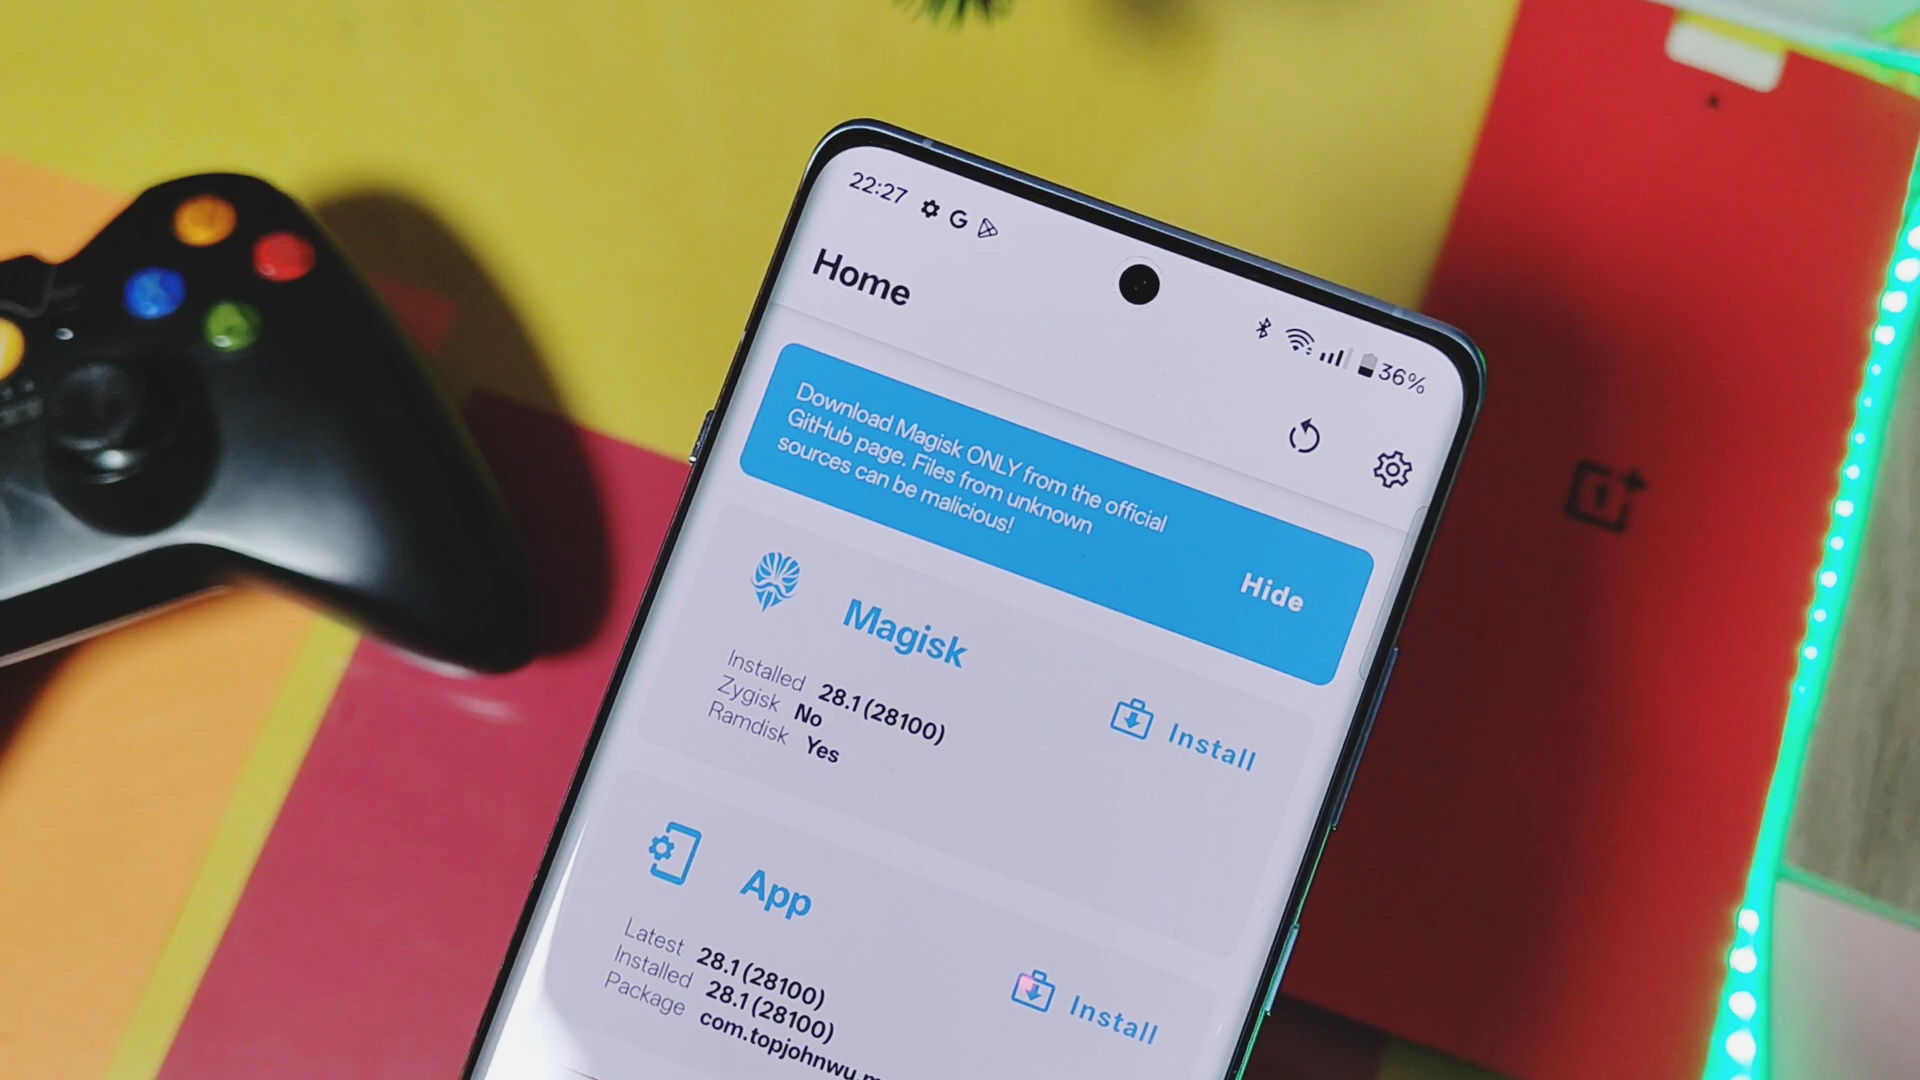 22:27 G
36%
Home
Download Magisk ONLY from the official
GitHub page. Files from unknown
sources can be malicious!
Hide
Magisk
Install
Installed 28.1 (28100)
Zygisk No
Ramdisk Yes
App
Install
Latest 28.1 (28100)
Installed 28.1 (28100)
Package com.topjohnwu.m
1+